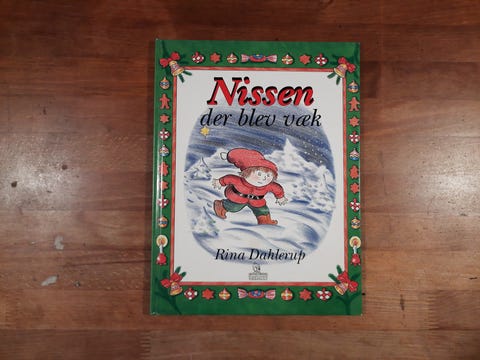 Nissen
der blev væk
Rina Dahlerup